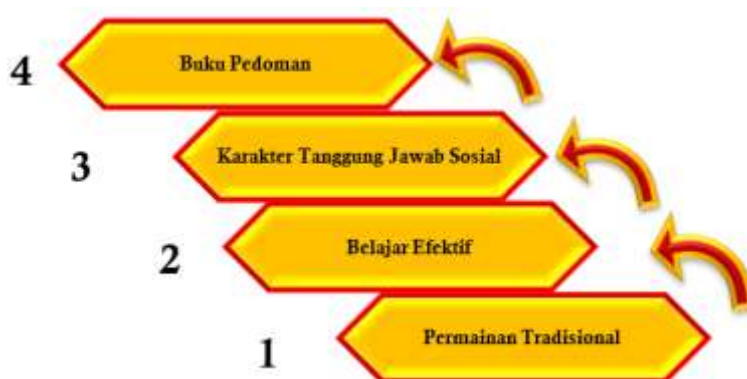 4 Buku Pedoman
3 Karakter Tanggung Jawab Sosial
2 Belajar Efektif
1 Permainan Tradisional